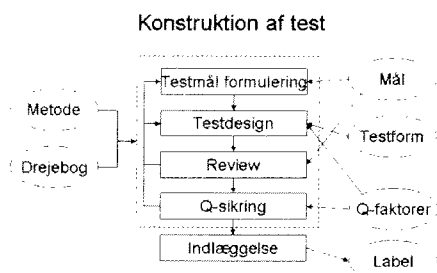 Konstruktion af test
Testmål formulering
Mål
Metode
Testdesign
Testform
Drejebog
Review
Q-sikring
Q-faktorer
Indlæggelse
Label